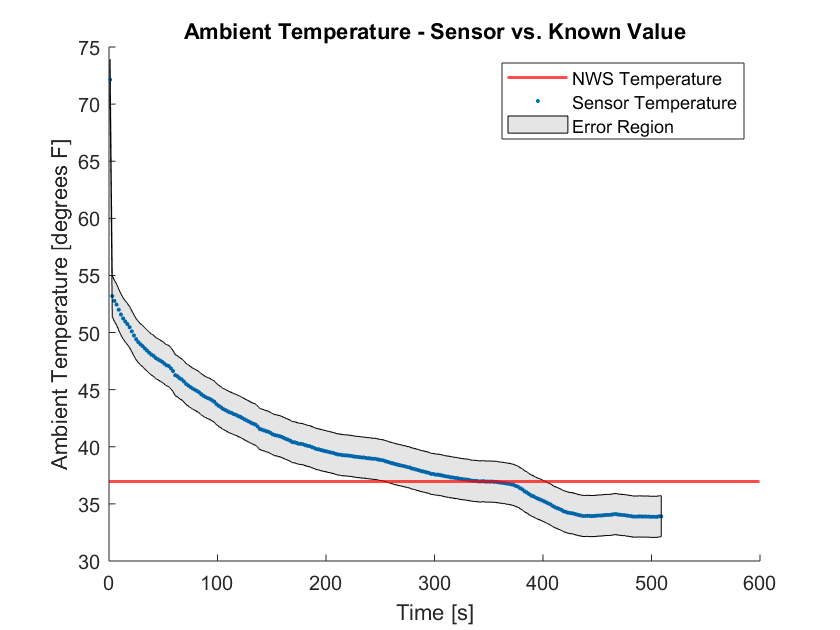 Ambient Temperature - Sensor vs. Known Value
NWS Temperature
Sensor Temperature
Error Region
Ambient Temperature [degrees F]
75
70
65
60
55
50
45
40
35
30
0 100 200 300 400 500 600
Time [s]